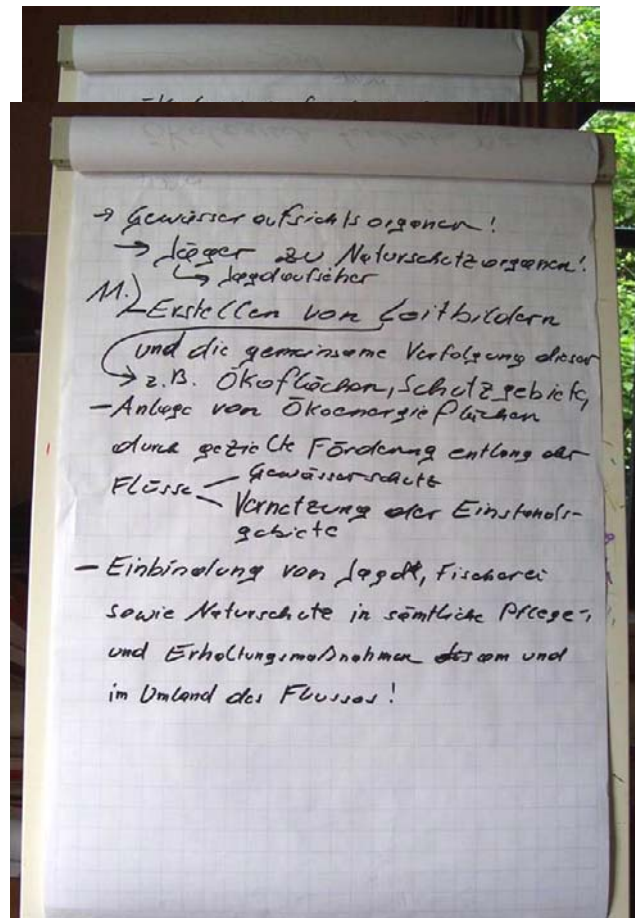 → Gewässeraufsichtsorganen!
→ Jäger zu Naturschutzorganen!
↳ Jagdaufseher
11.) Erstellen von Leitbildern
und die gemeinsame Verfolgung dieser
→ z.B. Ökoflächen, Schutzgebiete,
- Anlage von Ökoenergieflächen
durch gezielte Förderung entlang der
Flüsse - Gewässerschutz
- Vernetzung der Einstands-
gebiete
- Einbindung von Jagd, Fischerei
sowie Naturschutz in sämtliche Pflege-,
und Erhaltungsmaßnahmen am und
im Umland des Flusses!